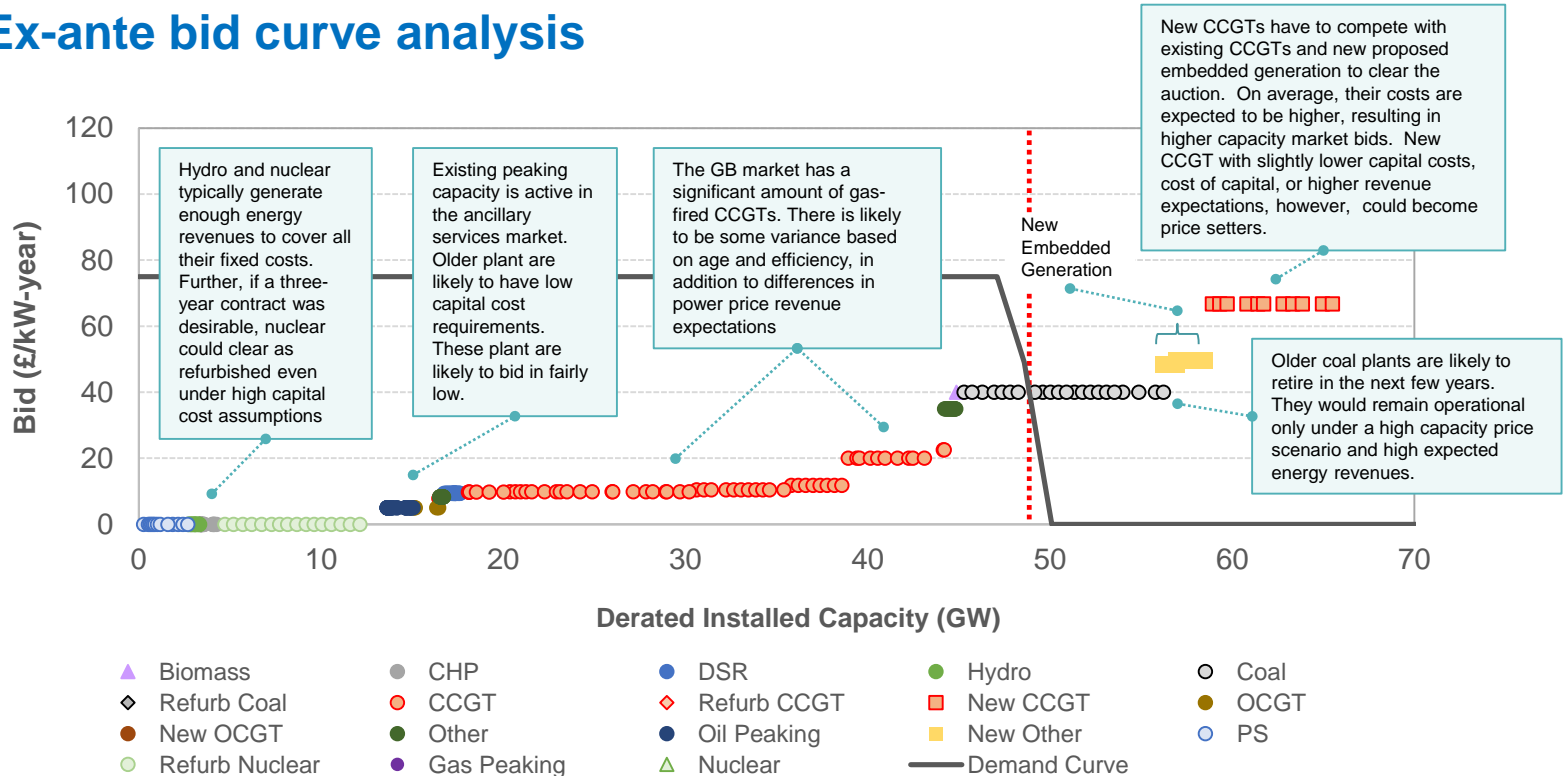 Ex-ante bid curve analysis
New CCGTs have to compete with
existing CCGTs and new proposed
embedded generation to clear the
auction. On average, their costs are
expected to be higher, resulting in
higher capacity market bids. New
CCGT with slightly lower capital costs,
cost of capital, or higher revenue
expectations, however, could become
price setters.
Hydro and nuclear
typically generate
enough energy
revenues to cover all
their fixed costs.
Further, if a three-
year contract was
desirable, nuclear
could clear as
refurbished even
under high capital
cost assumptions
Existing peaking
capacity is active in
the ancillary
services market.
Older plant are
likely to have low
capital cost
requirements.
These plant are
likely to bid in fairly
low.
The GB market has a
significant amount of gas-
fired CCGTs. There is likely
to be some variance based
on age and efficiency, in
addition to differences in
power price revenue
expectations
New
Embedded
Generation
Older coal plants are likely to
retire in the next few years.
They would remain operational
only under a high capacity price
scenario and high expected
energy revenues.
Bid (£/kW-year)
120
100
80
60
40
20
0
0 10 20 30 40 50 60 70
Derated Installed Capacity (GW)
Biomass CHP DSR Hydro Coal
Refurb Coal CCGT Refurb CCGT New CCGT OCGT
New OCGT Other Oil Peaking New Other PS
Refurb Nuclear Gas Peaking Nuclear Demand Curve